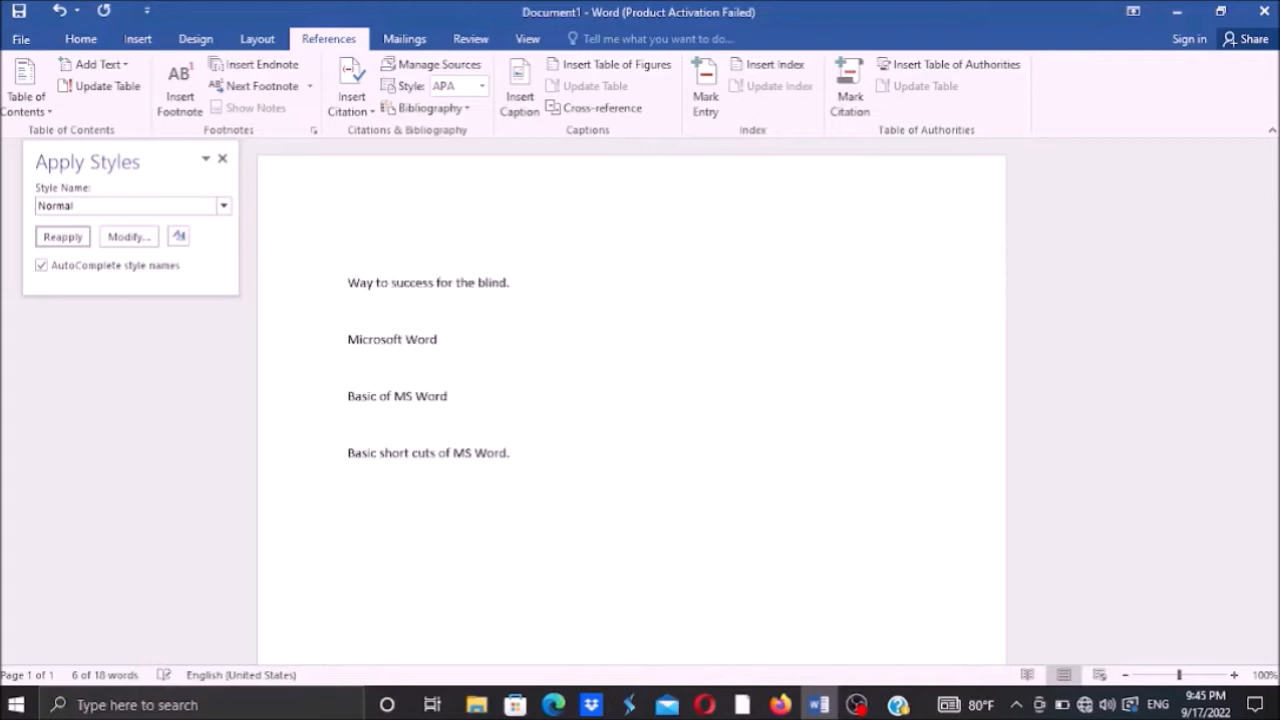 Document1 - Word (Product Activation Failed)
File Home Insert Design Layout References Mailings Review View Tell me what you want to do... Sign in Share
Table of Contents
Add Text
Update Table
Table of Contents
AB1
Insert Footnote
Insert Endnote
Next Footnote
Show Notes
Footnotes
Insert Citation
Manage Sources
Style: APA
Bibliography
Citations & Bibliography
Insert Caption
Insert Table of Figures
Update Table
Cross-reference
Captions
Mark Entry
Insert Index
Update Index
Index
Mark Citation
Insert Table of Authorities
Update Table
Table of Authorities
Apply Styles
Style Name:
Normal
Reapply Modify...
AutoComplete style names
Way to success for the blind.
Microsoft Word
Basic of MS Word
Basic short cuts of MS Word.
Page 1 of 1 6 of 18 words English (United States) 100%
Type here to search
80°F
ENG
9:45 PM
9/17/2022